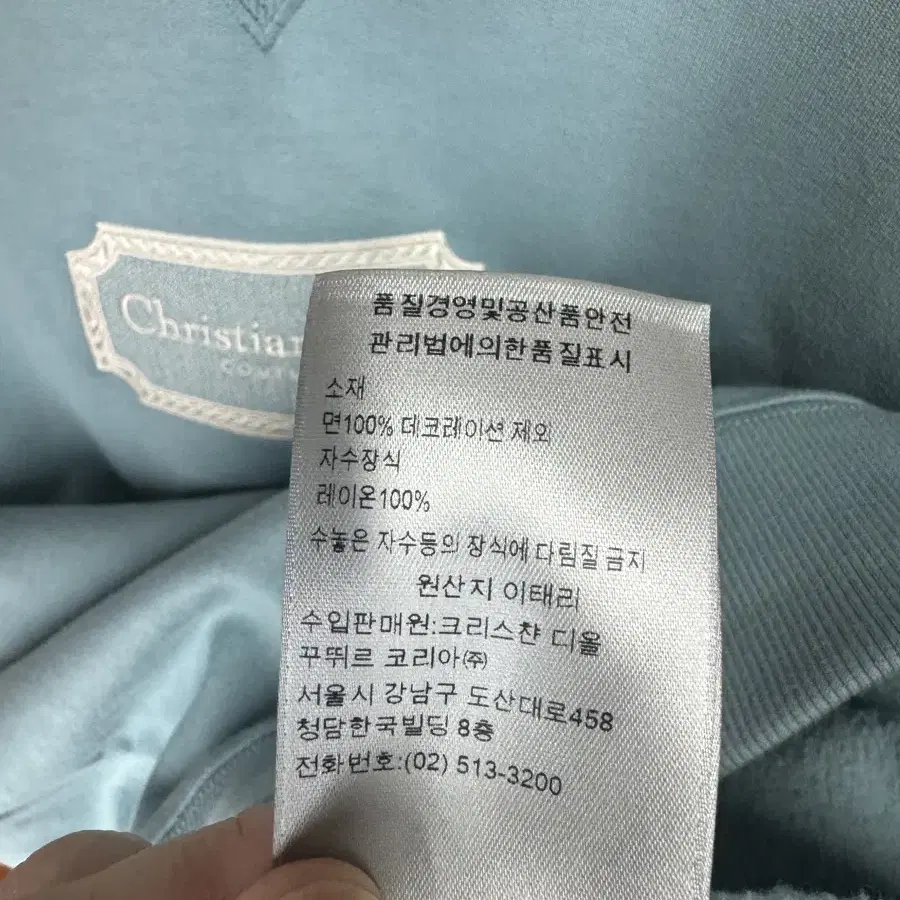 Christian
품질경영및공산품안전
관리법에의한품질표시
소재
면100% 데코레이션 제외
자수장식
레이온100%
수놓은 자수등의 장식에 다림질 금지
원산지 이태리
수입판매원:크리스챤 디올
꾸뛰르 코리아㈜
서울시 강남구 도산대로458
청담한국빌딩 8층
전화번호:(02) 513-3200